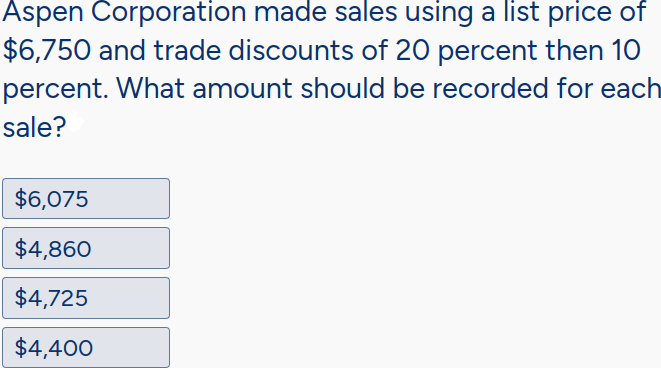 Aspen Corporation made sales using a list price of
$6,750 and trade discounts of 20 percent then 10
percent. What amount should be recorded for each
sale?
$6,075
$4,860
$4,725
$4,400